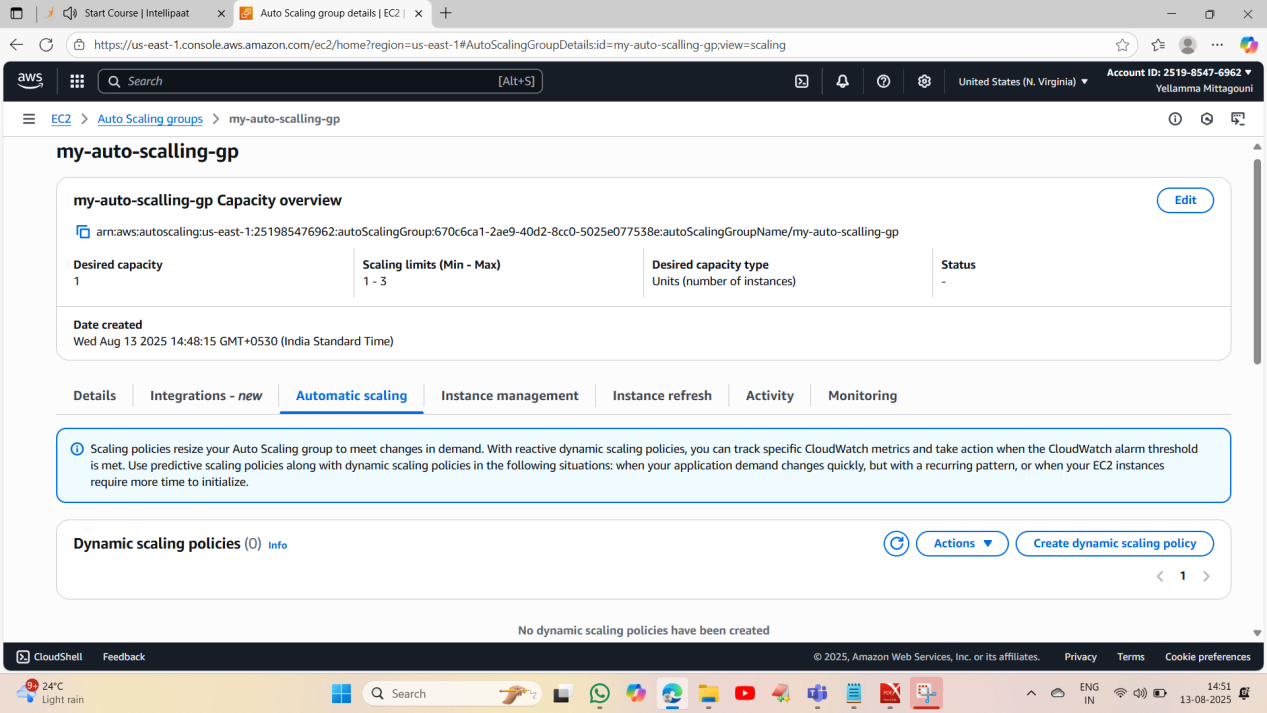 Start Course | Intellipaat
Auto Scaling group details | EC2 |
https://us-east-1.console.aws.amazon.com/ec2/home?region=us-east-1#AutoScalingGroupDetails:id=my-auto-scalling-gp;view=scaling
aws
Search
[Alt+S]
United States (N. Virginia)
Account ID: 2519-8547-6962
Yellamma Mittagouni
EC2
Auto Scaling groups
my-auto-scalling-gp
my-auto-scalling-gp
my-auto-scalling-gp Capacity overview
Edit
arn:aws:autoscaling:us-east-1:251985476962:autoScalingGroup:670c6ca1-2ae9-40d2-8cc0-5025e077538e:autoScalingGroupName/my-auto-scalling-gp
Desired capacity
1
Scaling limits (Min - Max)
1 - 3
Desired capacity type
Units (number of instances)
Status
-
Date created
Wed Aug 13 2025 14:48:15 GMT+0530 (India Standard Time)
Details
Integrations - new
Automatic scaling
Instance management
Instance refresh
Activity
Monitoring
Scaling policies resize your Auto Scaling group to meet changes in demand. With reactive dynamic scaling policies, you can track specific CloudWatch metrics and take action when the CloudWatch alarm threshold
is met. Use predictive scaling policies along with dynamic scaling policies in the following situations: when your application demand changes quickly, but with a recurring pattern, or when your EC2 instances
require more time to initialize.
Dynamic scaling policies (0) Info
Actions
Create dynamic scaling policy
1
No dynamic scaling policies have been created
CloudShell
Feedback
© 2025, Amazon Web Services, Inc. or its affiliates.
Privacy
Terms
Cookie preferences
9+
24°C
Light rain
Search
ENG
IN
14:51
13-08-2025